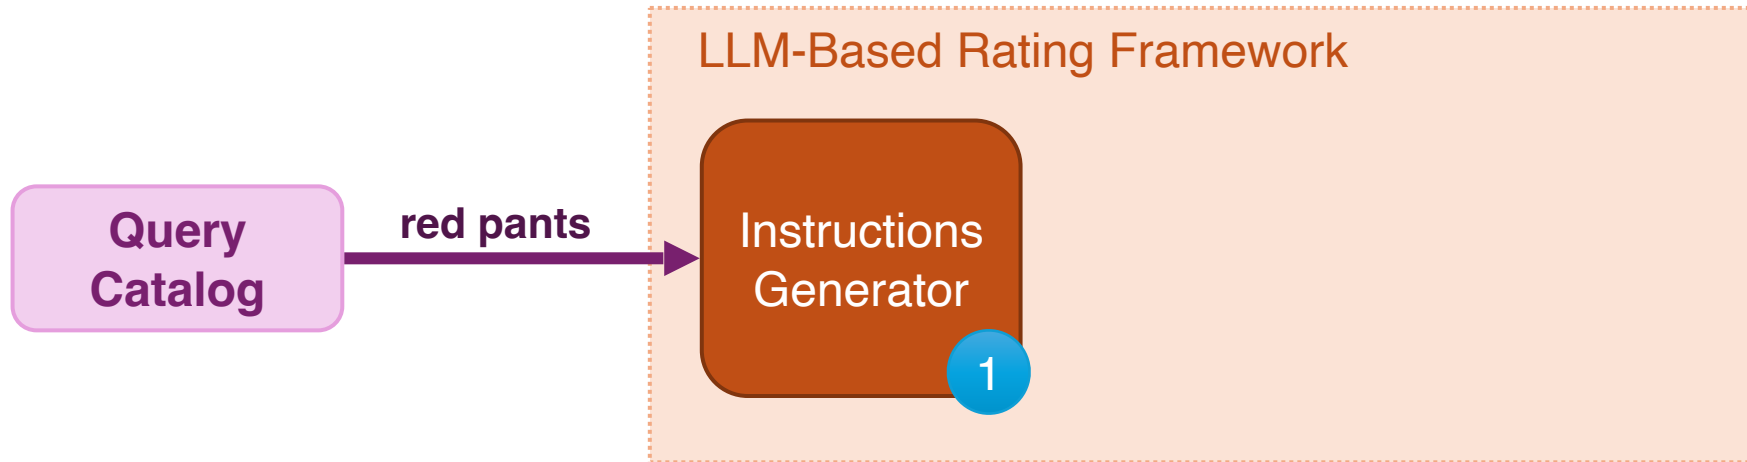 LLM-Based Rating Framework
Query
Catalog
red pants
Instructions
Generator
1